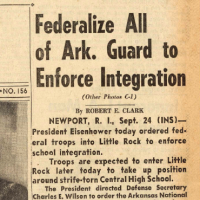 Federalize All
of Ark. Guard to
Enforce Integration
(Other Photos C-1)
By ROBERT E. CLARK
NEWPORT, R. I., Sept. 24 (INS)—
President Eisenhower today ordered fed-
eral troops into Little Rock to enforce
school integration.
Troops are expected to enter Little
Rock later today to take up position
around strife-torn Central High School.
The President directed Defense Secretary
Charles E. Wilson to order the Arkansas National
NO. 156